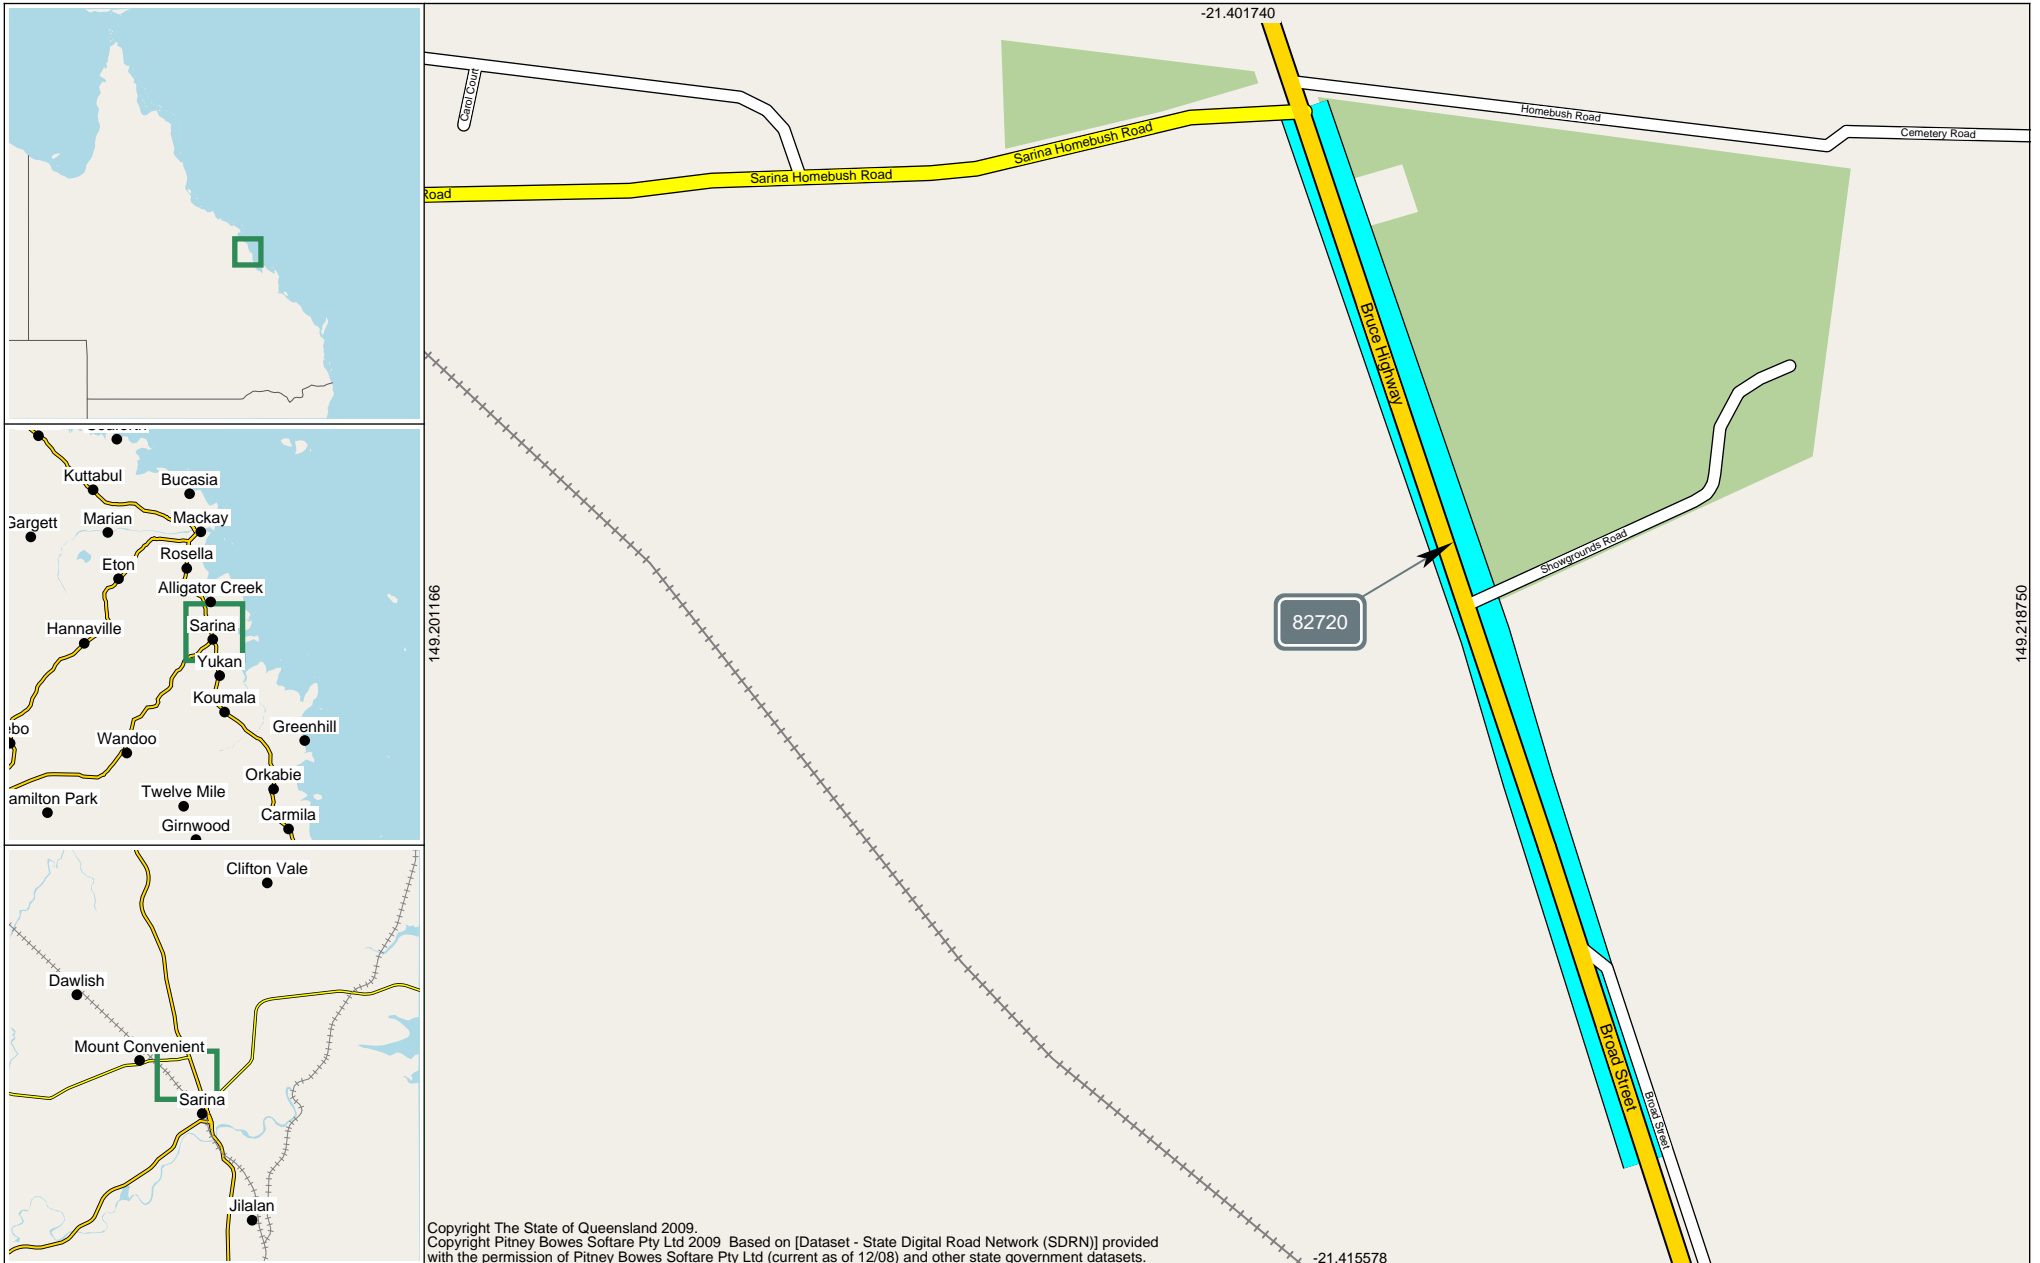 -21.401740
Carol Court
Homebush Road
Cemetery Road
Sarina Homebush Road
Sarina Homebush Road
Road
Bruce Highway
Showgrounds Road
82720
149.201166
149.218750
Broad Street
Broad Street
-21.415578
Kuttabul
Bucasia
Gargett
Marian
Mackay
Rosella
Eton
Alligator Creek
Hannaville
Sarina
Yukan
Koumala
Greenhill
ebo
Wandoo
Orkabie
amilton Park
Twelve Mile
Carmila
Girnwood
Clifton Vale
Dawlish
Mount Convenient
Sarina
Jilalan
Copyright The State of Queensland 2009.
Copyright Pitney Bowes Softare Pty Ltd 2009 Based on [Dataset - State Digital Road Network (SDRN)] provided
with the permission of Pitney Bowes Softare Pty Ltd (current as of 12/08) and other state government datasets.